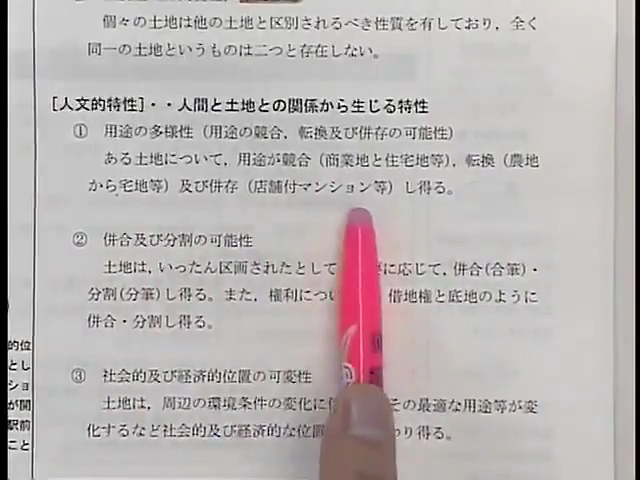 個々の土地は他の土地と区別されるべき性質を有しており，全く
同一の土地というものは二つと存在しない。
［人文的特性］・・人間と土地との関係から生じる特性
① 用途の多様性（用途の競合，転換及び併存の可能性）
ある土地について，用途が競合（商業地と住宅地等），転換（農地
から宅地等）及び併存（店舗付マンション等）し得る。
② 併合及び分割の可能性
土地は，いったん区画されたとして に応じて，併合(合筆)・
分割(分筆)し得る。また，権利につい 借地権と底地のように
併合・分割し得る。
③ 社会的及び経済的位置の可変性
土地は，周辺の環境条件の変化に その最適な用途等が変
化するなど社会的及び経済的な位置 わり得る。
的位
とし
ショ
が開
駅前
こと